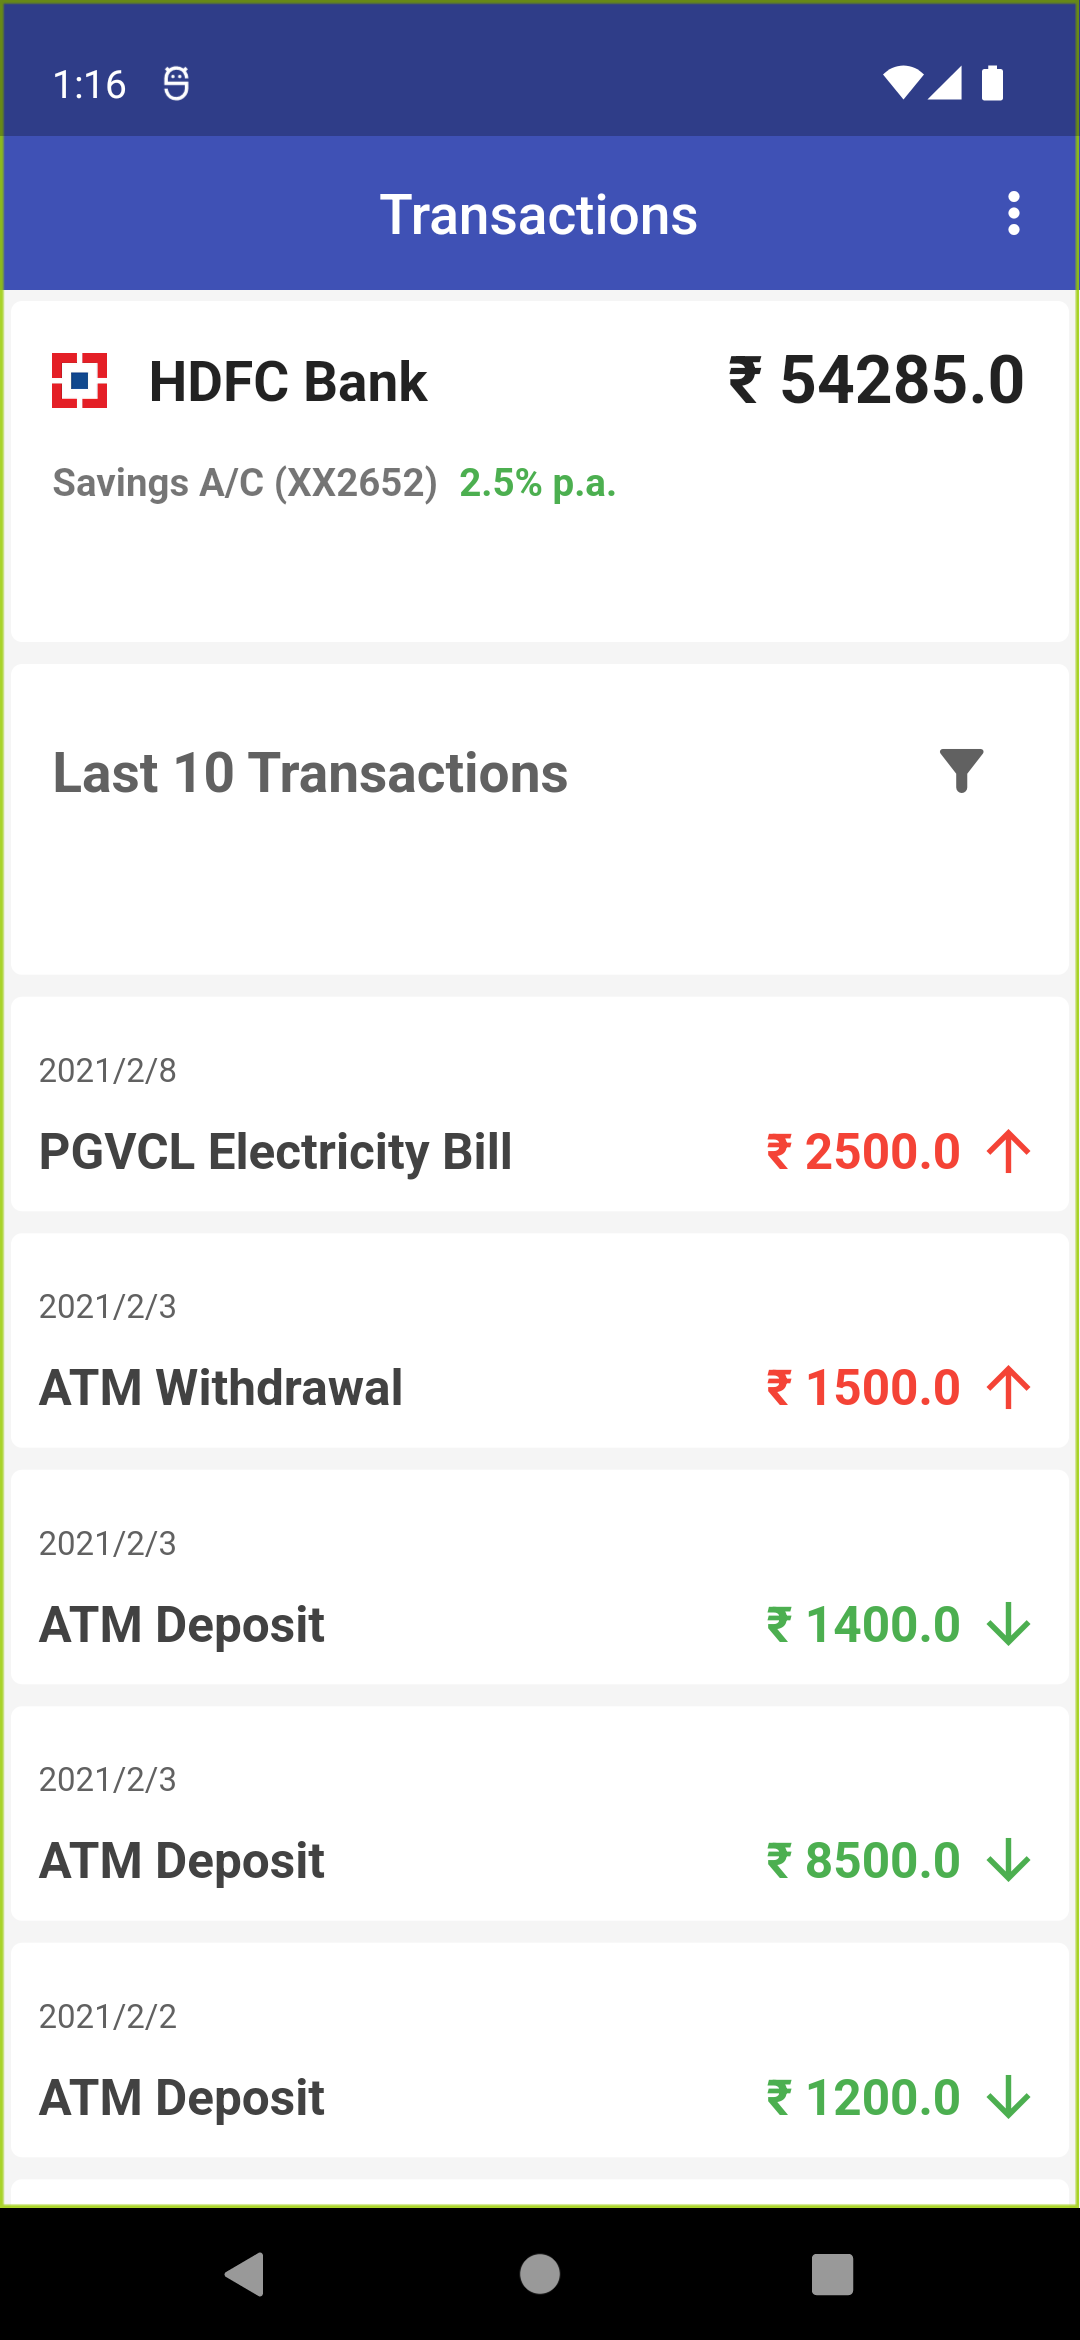 1:16
Transactions
HDFC Bank ₹ 54285.0
Savings A/C (XX2652) 2.5% p.a.
Last 10 Transactions
2021/2/8
PGVCL Electricity Bill ₹ 2500.0
2021/2/3
ATM Withdrawal ₹ 1500.0
2021/2/3
ATM Deposit ₹ 1400.0
2021/2/3
ATM Deposit ₹ 8500.0
2021/2/2
ATM Deposit ₹ 1200.0